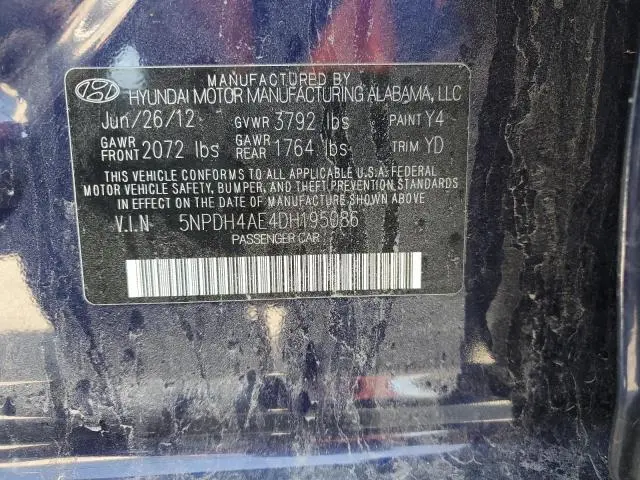 MANUFACTURED BY
HYUNDAI MOTOR MANUFACTURING ALABAMA, LLC
Jun/26/12 GVWR 3792 lbs PAINT Y4
GAWR FRONT 2072 lbs GAWR REAR 1764 lbs TRIM YD
THIS VEHICLE CONFORMS TO ALL APPLICABLE U.S.A. FEDERAL
MOTOR VEHICLE SAFETY, BUMPER, AND THEFT PREVENTION STANDARDS
IN EFFECT ON THE DATE OF MANUFACTURE SHOWN ABOVE
V.I.N 5NPDH4AE4DH195086
PASSENGER CAR